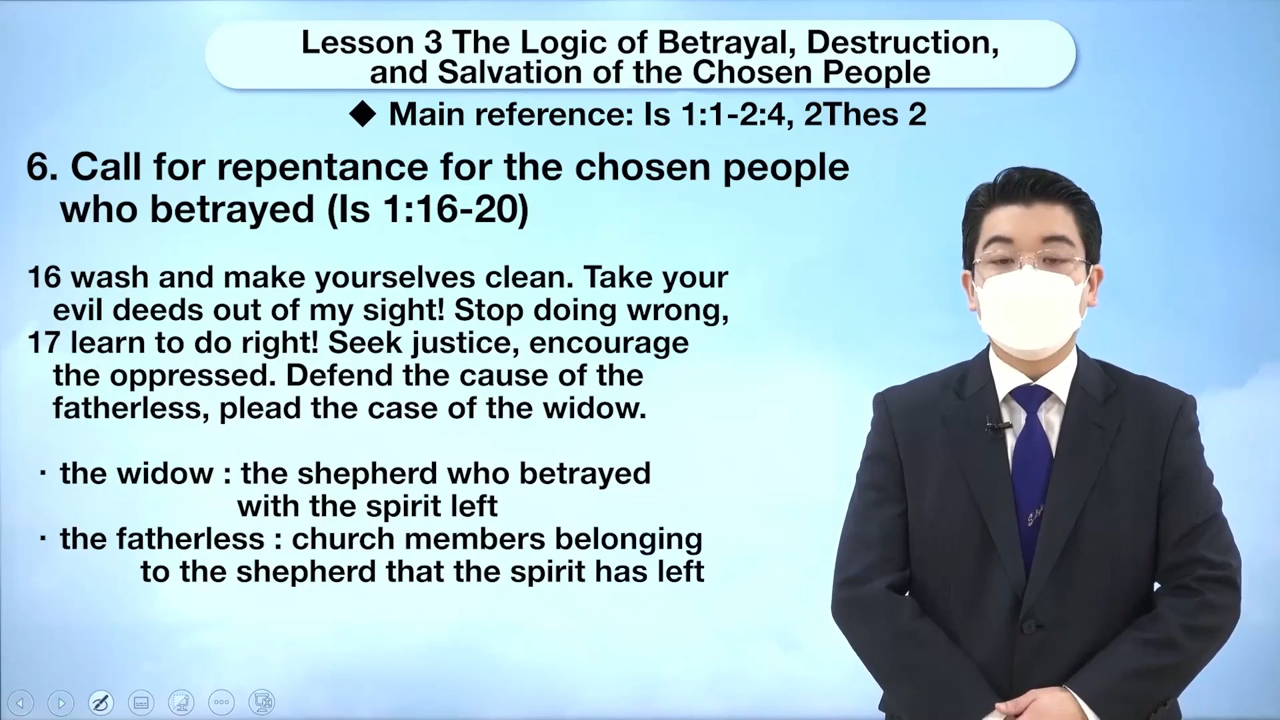 Lesson 3 The Logic of Betrayal, Destruction,
and Salvation of the Chosen People
◆ Main reference: Is 1:1-2:4, 2Thes 2
6. Call for repentance for the chosen people
who betrayed (Is 1:16-20)
16 wash and make yourselves clean. Take your
evil deeds out of my sight! Stop doing wrong,
17 learn to do right! Seek justice, encourage
the oppressed. Defend the cause of the
fatherless, plead the case of the widow.
· the widow : the shepherd who betrayed
with the spirit left
· the fatherless : church members belonging
to the shepherd that the spirit has left